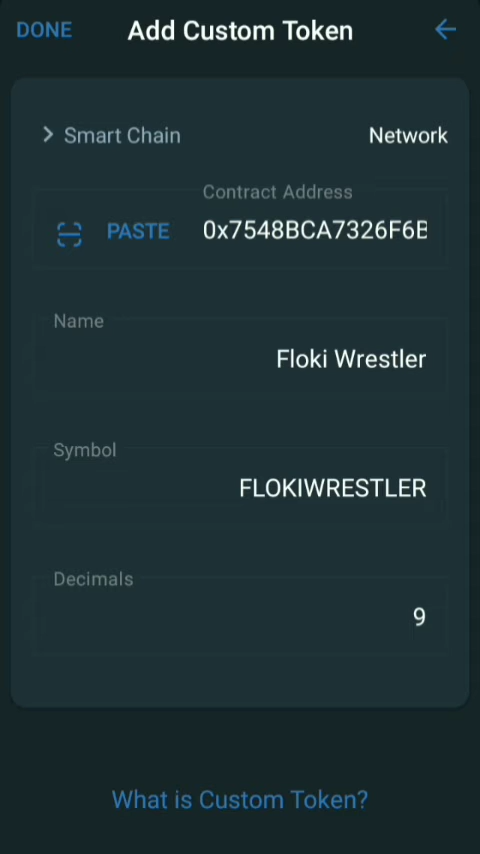 DONE Add Custom Token
Smart Chain Network
Contract Address
PASTE 0x7548BCA7326F6B
Name
Floki Wrestler
Symbol
FLOKIWRESTLER
Decimals
9
What is Custom Token?